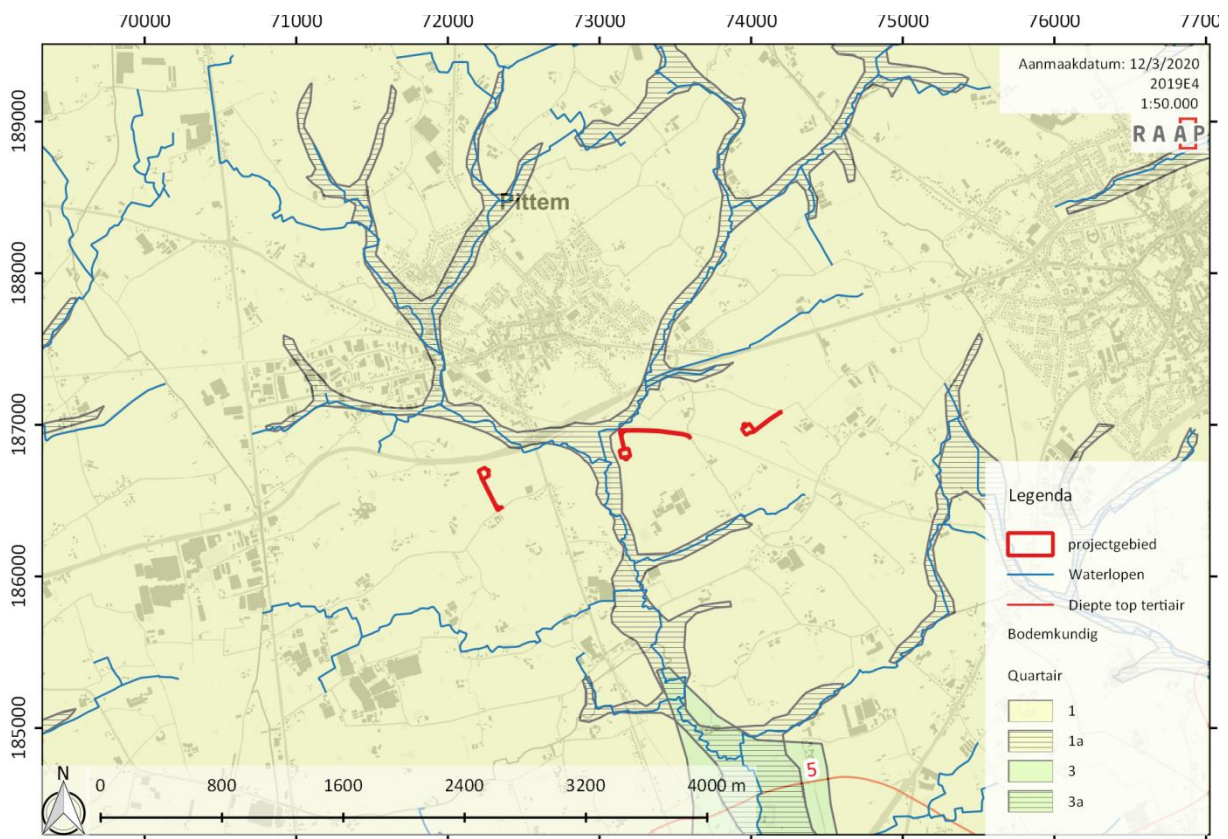 70000 71000 72000 73000 74000 75000 76000 77000
Aanmaakdatum: 12/3/2020
2019E4
1:50.000
RAAP
189000
188000
187000
186000
185000
Pittem
5
Legenda
projectgebied
Waterlopen
Diepte top tertiair
Bodemkundig
Quartair
1
1a
3
3a
N
0 800 1600 2400 3200 4000 m